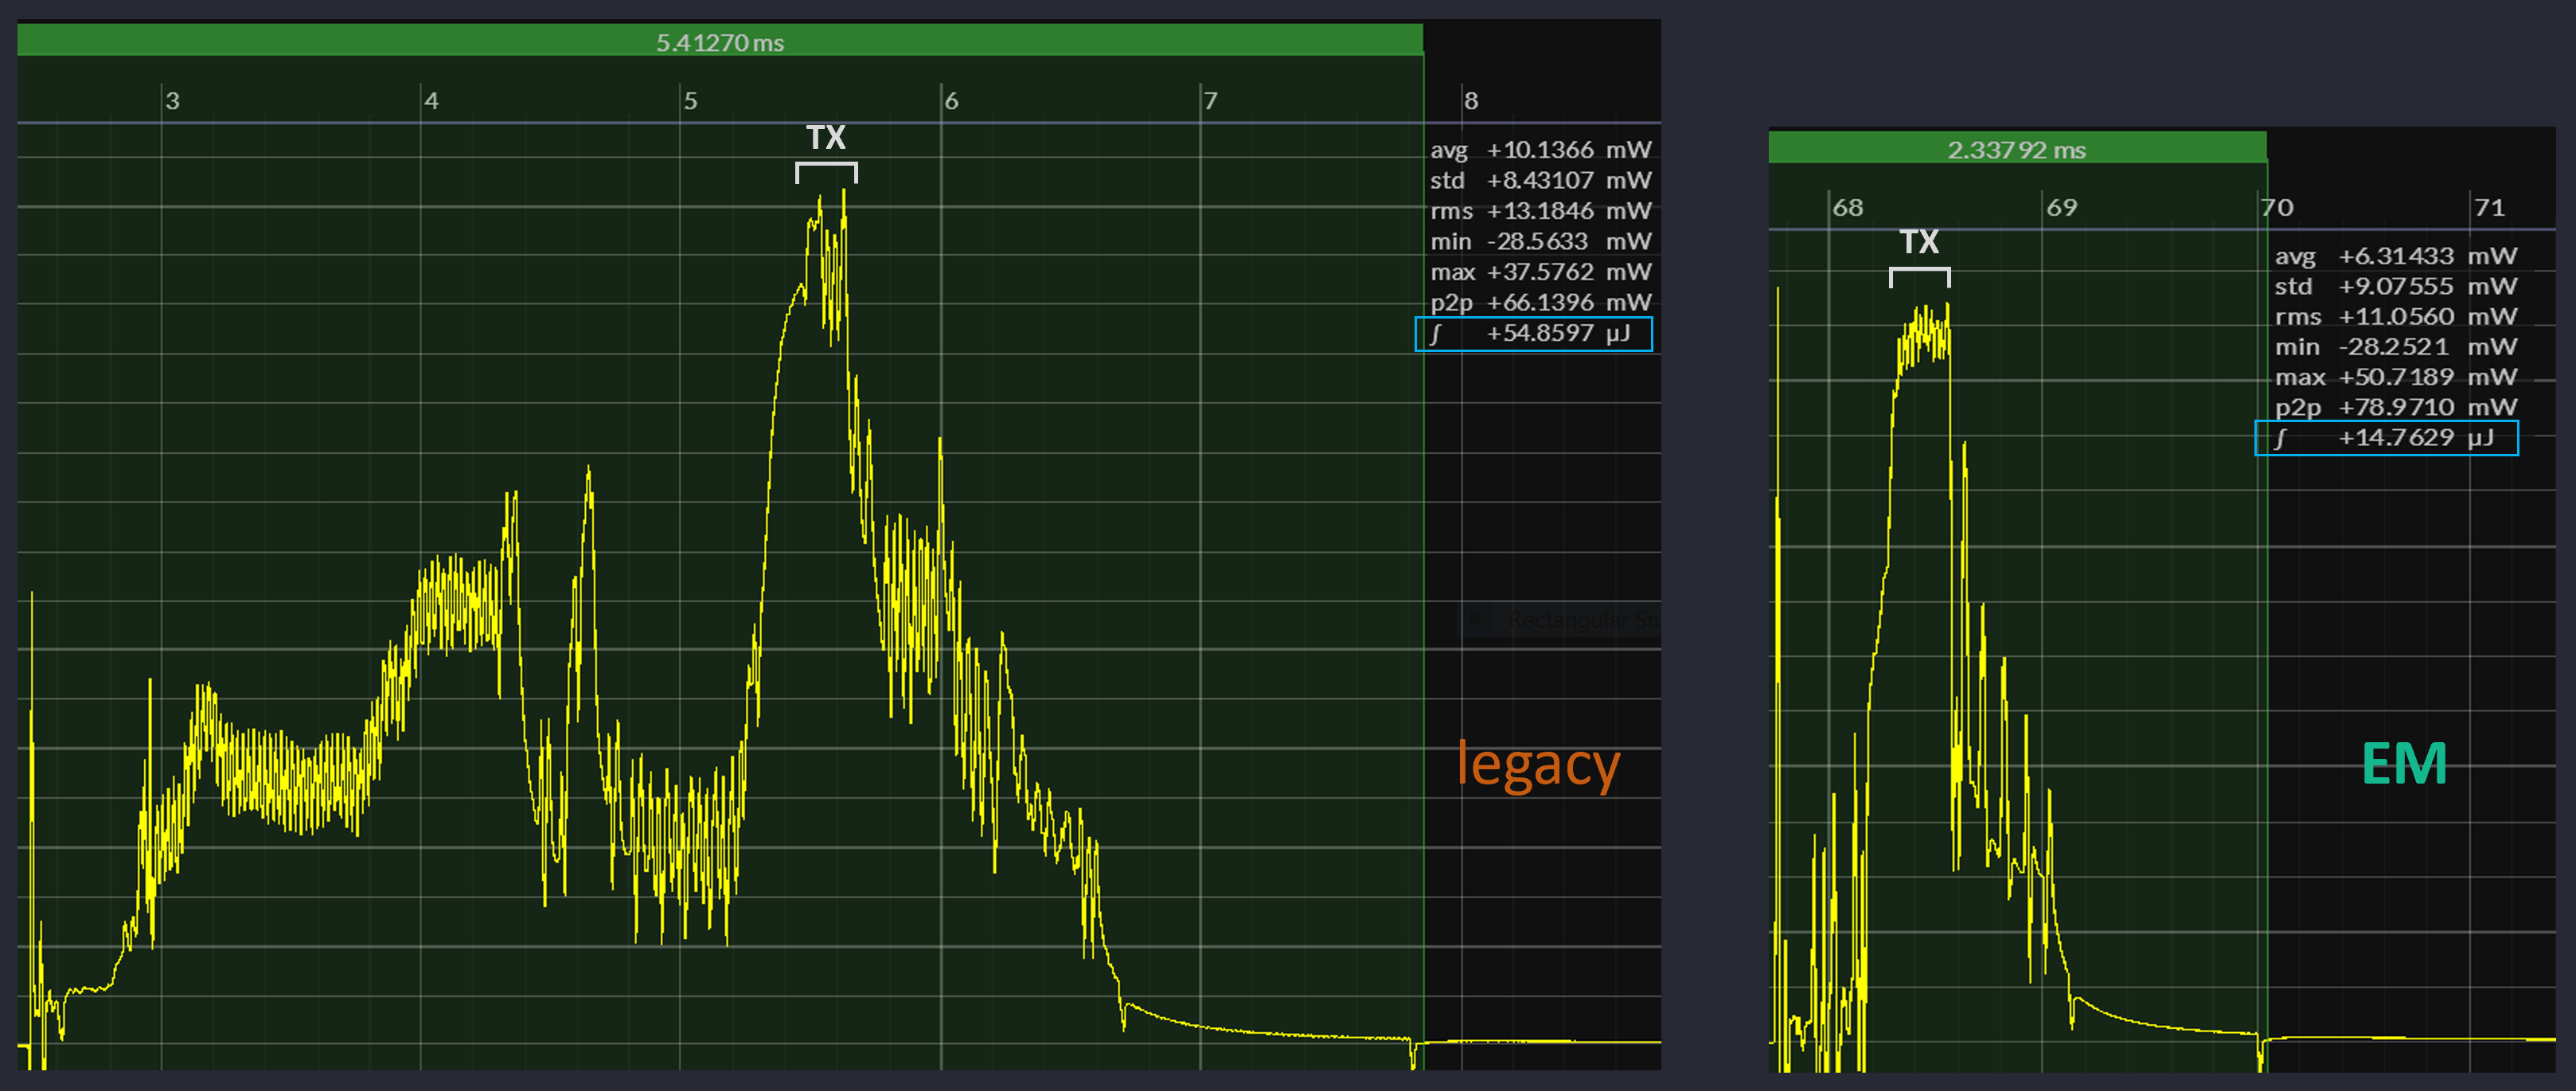 5.41270 ms
3 4 5 6 7 8
TX
avg +10.1366 mW
std +8.43107 mW
rms +13.1846 mW
min -28.5633 mW
max +37.5762 mW
p2p +66.1396 mW
∫ +54.8597 µJ
Rectangular Sn
legacy
2.33792 ms
68 69 70 71
TX
avg +6.31433 mW
std +9.07555 mW
rms +11.0560 mW
min -28.2521 mW
max +50.7189 mW
p2p +78.9710 mW
∫ +14.7629 µJ
EM